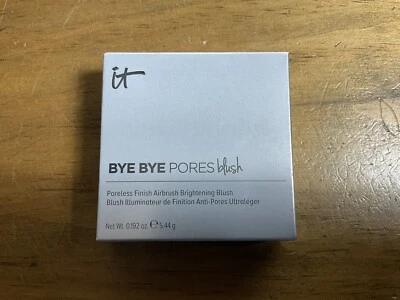 it
BYE BYE PORES blush
Poreless Finish Airbrush Brightening Blush
Blush Illuminateur de Finition Anti-Pores Ultraléger
Net Wt. 0.192 oz. ℮ 5.44g